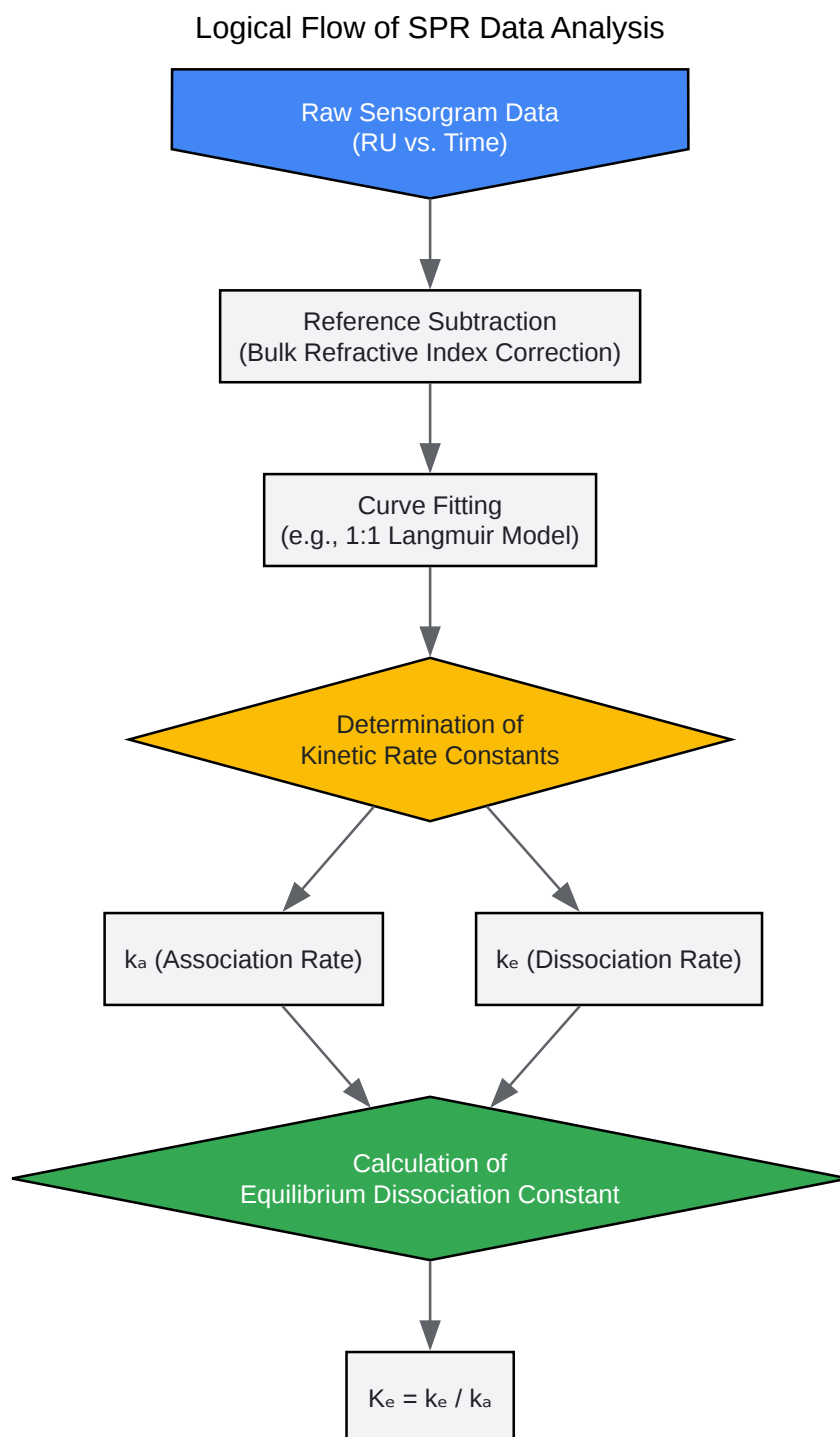 Logical Flow of SPR Data Analysis
Raw Sensorgram Data
(RU vs. Time)
Reference Subtraction
(Bulk Refractive Index Correction)
Curve Fitting
(e.g., 1:1 Langmuir Model)
Determination of
Kinetic Rate Constants
kₐ (Association Rate)
kₑ (Dissociation Rate)
Calculation of
Equilibrium Dissociation Constant
Kₑ = kₑ / kₐ